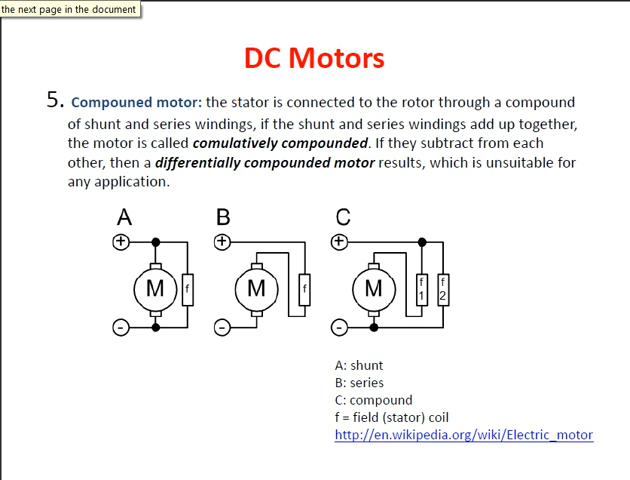 the next page in the document
DC Motors
5. Compouned motor: the stator is connected to the rotor through a compound
of shunt and series windings, if the shunt and series windings add up together,
the motor is called comulatively compounded. If they subtract from each
other, then a differentially compounded motor results, which is unsuitable for
any application.
A B C
+ + +
M f M f M f 1 f 2
- - -
A: shunt
B: series
C: compound
f = field (stator) coil
http://en.wikipedia.org/wiki/Electric_motor